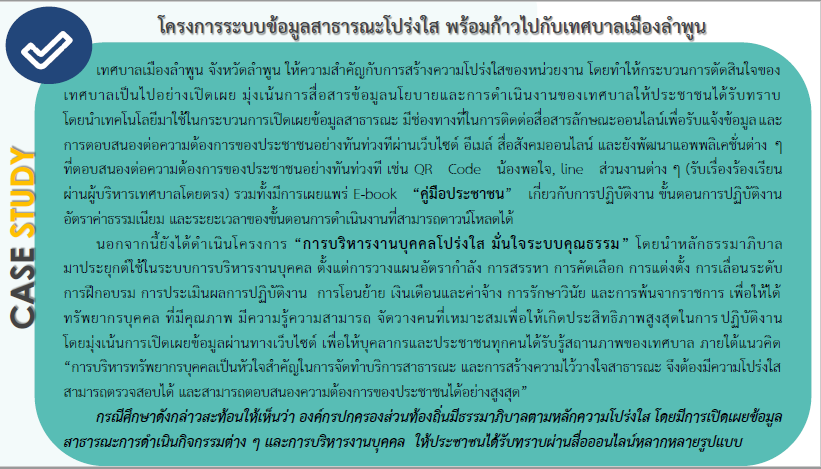 โครงการระบบข้อมูลสาธารณะโปร่งใส พร้อมก้าวไปกับเทศบาลเมืองลำพูน
CASE STUDY
เทศบาลเมืองลำพูน จังหวัดลำพูน ให้ความสำคัญกับการสร้างความโปร่งใสของหน่วยงาน โดยทำให้กระบวนการตัดสินใจของ
เทศบาลเป็นไปอย่างเปิดเผย มุ่งเน้นการสื่อสารข้อมูลนโยบายและการดำเนินงานของเทศบาลให้ประชาชนได้รับทราบ
โดยนำเทคโนโลยีมาใช้ในกระบวนการเปิดเผยข้อมูลสาธารณะ มีช่องทางที่ในการติดต่อสื่อสารลักษณะออนไลน์เพื่อรับแจ้งข้อมูลและ
การตอบสนองต่อความต้องการของประชาชนอย่างทันท่วงทีผ่านเว็บไซต์ อีเมล์ สื่อสังคมออนไลน์ และยังพัฒนาแอพพลิเคชั่นต่าง ๆ
ที่ตอบสนองต่อความต้องการของประชาชนอย่างทันท่วงที เช่น QR Code น้องพอใจ, line ส่วนงานต่าง ๆ (รับเรื่องร้องเรียน
ผ่านผู้บริหารเทศบาลโดยตรง) รวมทั้งมีการเผยแพร่ E-book "คู่มือประชาชน" เกี่ยวกับการปฏิบัติงาน ขั้นตอนการปฏิบัติงาน
อัตราค่าธรรมเนียม และระยะเวลาของขั้นตอนการดำเนินงานที่สามารถดาวน์โหลดได้
นอกจากนี้ยังได้ดำเนินโครงการ "การบริหารงานบุคคลโปร่งใส มั่นใจระบบคุณธรรม" โดยนำหลักธรรมาภิบาล
มาประยุกต์ใช้ในระบบการบริหารงานบุคคล ตั้งแต่การวางแผนอัตรากำลัง การสรรหา การคัดเลือก การแต่งตั้ง การเลื่อนระดับ
การฝึกอบรม การประเมินผลการปฏิบัติงาน การโอนย้าย เงินเดือนและค่าจ้าง การรักษาวินัย และการพ้นจากราชการ เพื่อให้ได้
ทรัพยากรบุคคล ที่มีคุณภาพ มีความรู้ความสามารถ จัดวางคนที่เหมาะสมเพื่อให้เกิดประสิทธิภาพสูงสุดในการปฏิบัติงาน
โดยมุ่งเน้นการเปิดเผยข้อมูลผ่านทางเว็บไซต์ เพื่อให้บุคลากรและประชาชนทุกคนได้รับรู้สถานภาพของเทศบาล ภายใต้แนวคิด
"การบริหารทรัพยากรบุคคลเป็นหัวใจสำคัญในการจัดทำบริการสาธารณะ และการสร้างความไว้วางใจสาธารณะ จึงต้องมีความโปร่งใส
สามารถตรวจสอบได้ และสามารถตอบสนองความต้องการของประชาชนได้อย่างสูงสุด"
กรณีศึกษาดังกล่าวสะท้อนให้เห็นว่า องค์กรปกครองส่วนท้องถิ่นมีธรรมาภิบาลตามหลักความโปร่งใส โดยมีการเปิดเผยข้อมูล
สาธารณะการดำเนินกิจกรรมต่าง ๆ และการบริหารงานบุคคล ให้ประชาชนได้รับทราบผ่านสื่อออนไลน์หลากหลายรูปแบบ